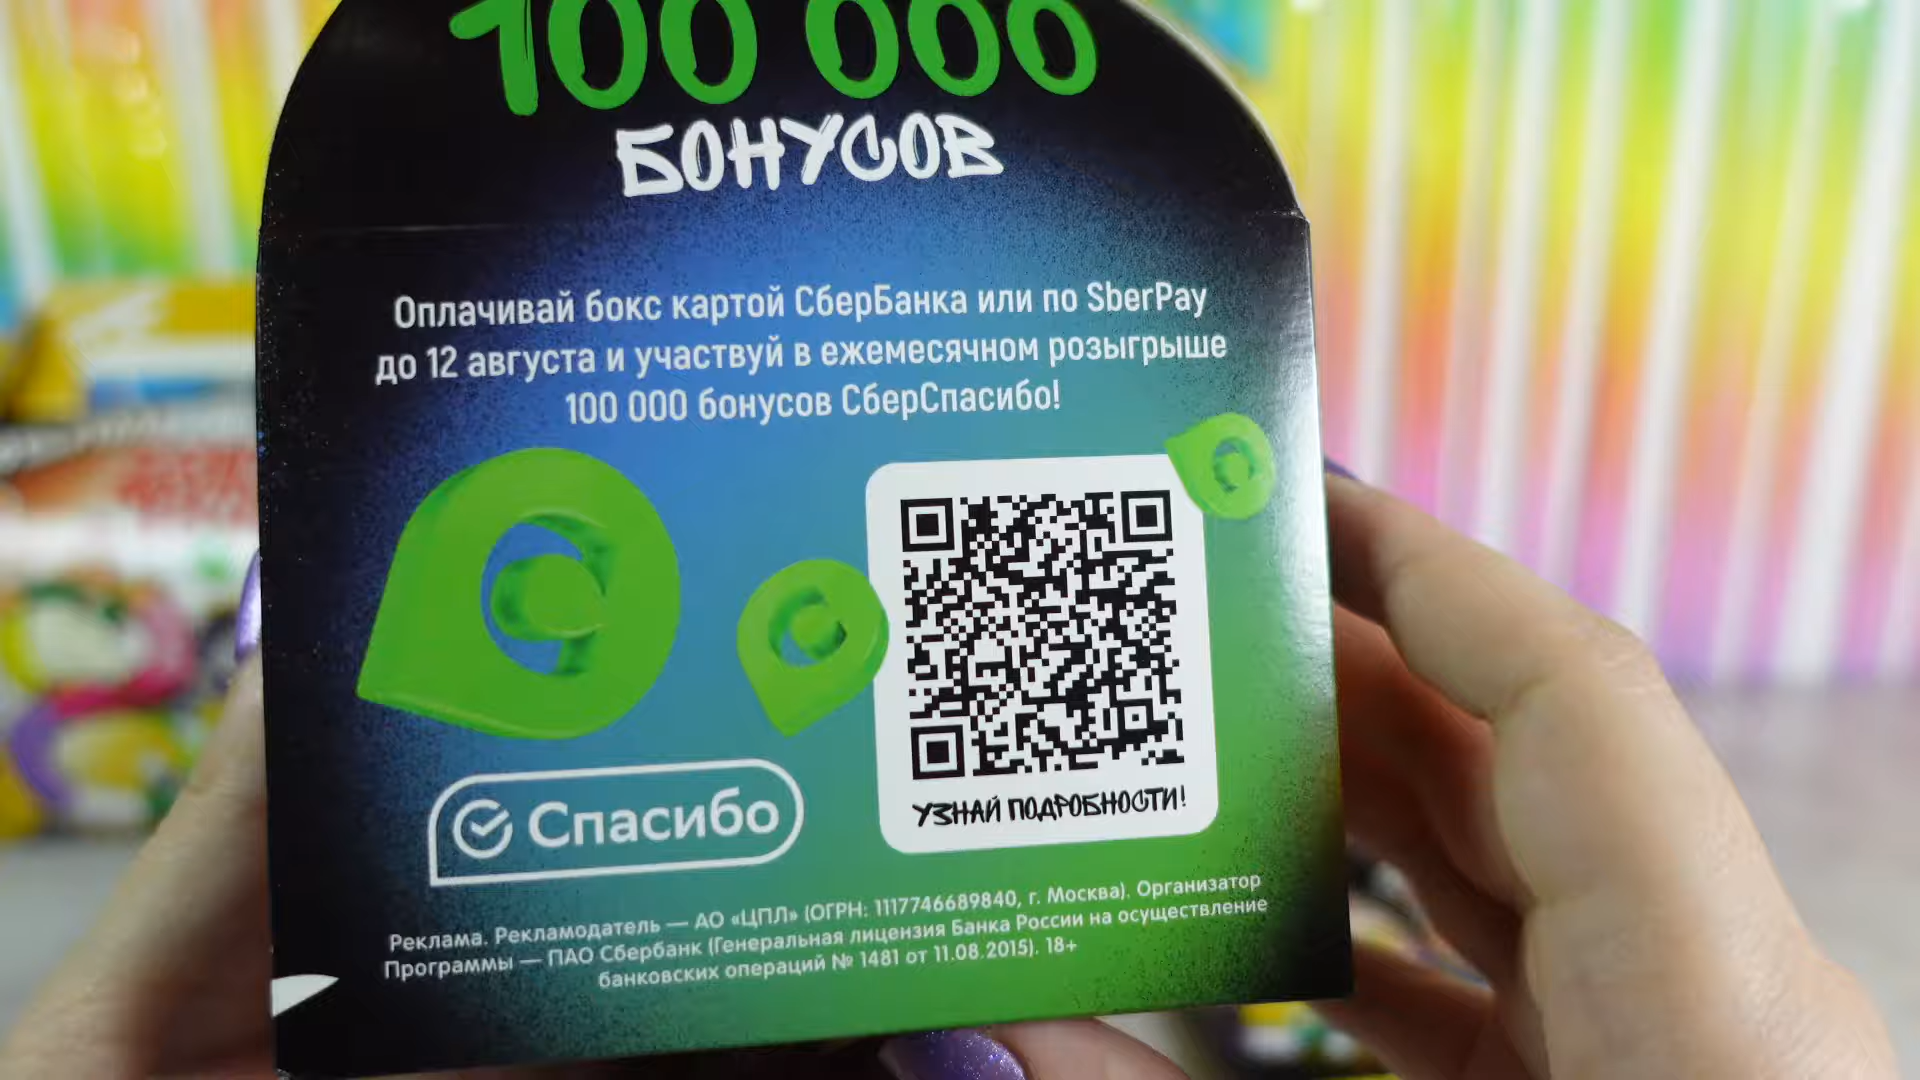 100 000
БОНУСОВ
Оплачивай бокс картой СберБанка или по SberPay
до 12 августа и участвуй в ежемесячном розыгрыше
100 000 бонусов СберСпасибо!
УЗНАЙ ПОДРОБНОСТИ!
Спасибо
Реклама. Рекламодатель — АО «ЦПЛ» (ОГРН: 1117746689840, г. Москва). Организатор
Программы — ПАО Сбербанк (Генеральная лицензия Банка России на осуществление
банковских операций № 1481 от 11.08.2015). 18+